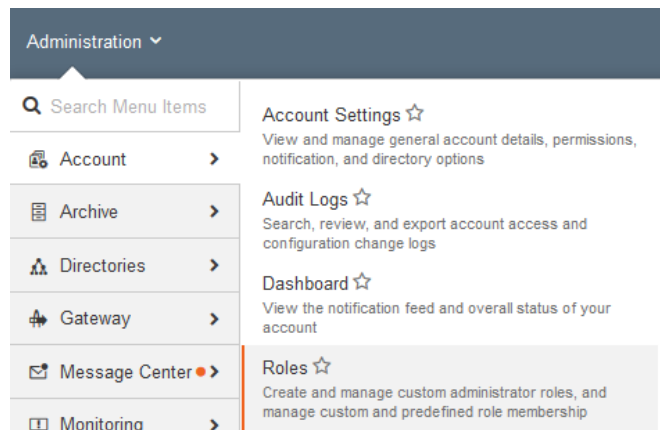 Administration
Search Menu Items
Account
Archive
Directories
Gateway
Message Center
Monitoring
Account Settings
View and manage general account details, permissions,
notification, and directory options
Audit Logs
Search, review, and export account access and
configuration change logs
Dashboard
View the notification feed and overall status of your
account
Roles
Create and manage custom administrator roles, and
manage custom and predefined role membership